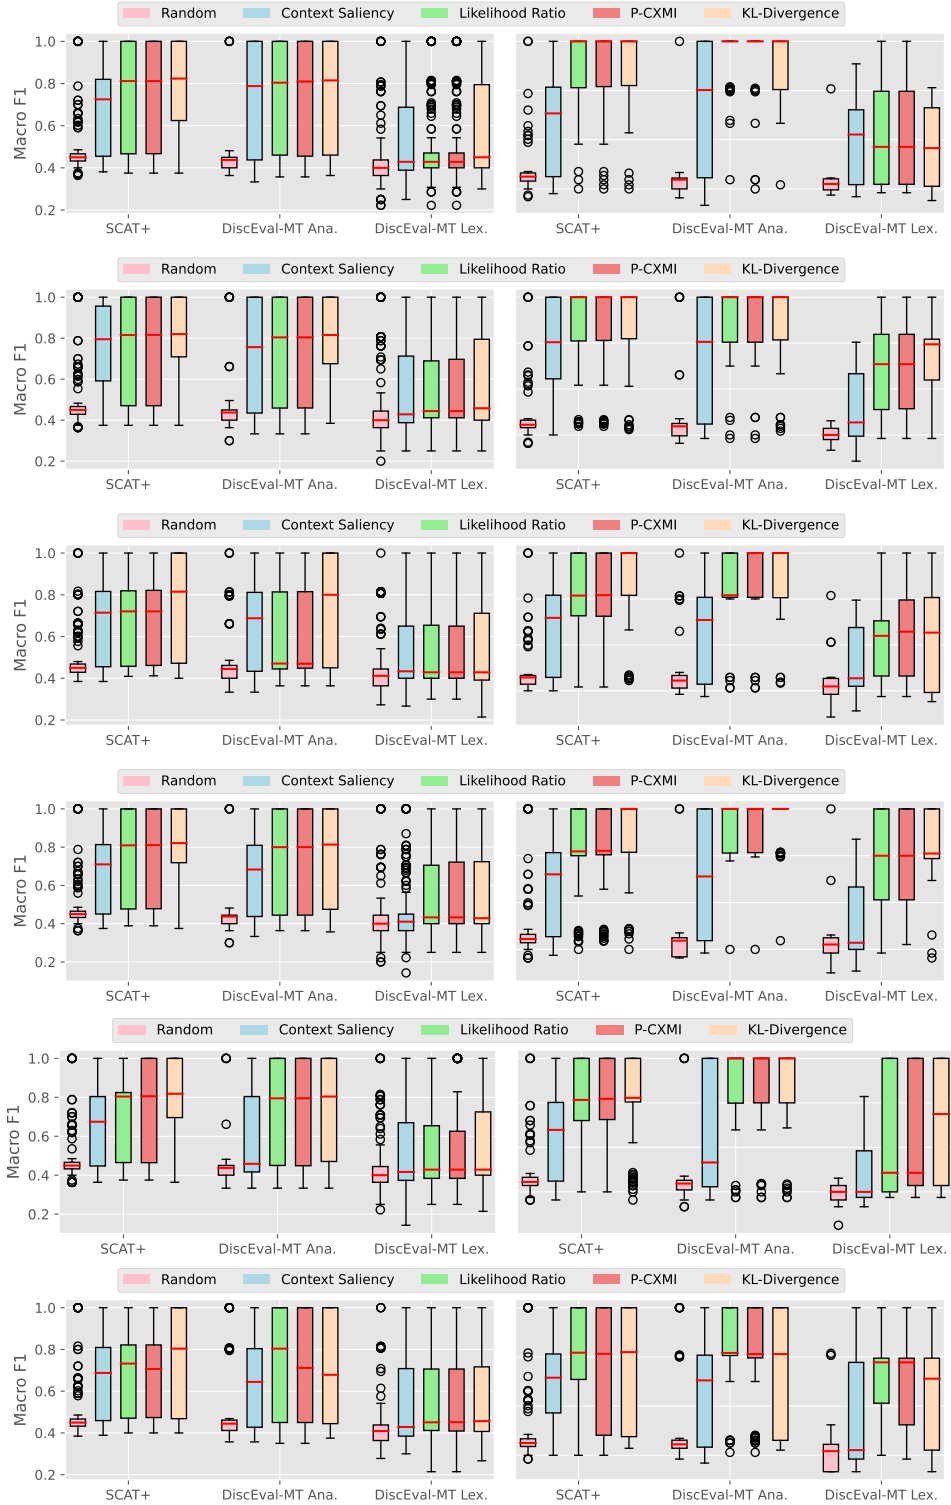 Random Context Saliency Likelihood Ratio P-CXMI KL-Divergence
1.0
0.8
0.6
0.4
0.2
Macro F1
SCAT+ DiscEval-MT Ana. DiscEval-MT Lex. SCAT+ DiscEval-MT Ana. DiscEval-MT Lex.
Random Context Saliency Likelihood Ratio P-CXMI KL-Divergence
1.0
0.8
0.6
0.4
0.2
Macro F1
SCAT+ DiscEval-MT Ana. DiscEval-MT Lex. SCAT+ DiscEval-MT Ana. DiscEval-MT Lex.
Random Context Saliency Likelihood Ratio P-CXMI KL-Divergence
1.0
0.8
0.6
0.4
0.2
Macro F1
SCAT+ DiscEval-MT Ana. DiscEval-MT Lex. SCAT+ DiscEval-MT Ana. DiscEval-MT Lex.
Random Context Saliency Likelihood Ratio P-CXMI KL-Divergence
1.0
0.8
0.6
0.4
0.2
Macro F1
SCAT+ DiscEval-MT Ana. DiscEval-MT Lex. SCAT+ DiscEval-MT Ana. DiscEval-MT Lex.
Random Context Saliency Likelihood Ratio P-CXMI KL-Divergence
1.0
0.8
0.6
0.4
0.2
Macro F1
SCAT+ DiscEval-MT Ana. DiscEval-MT Lex. SCAT+ DiscEval-MT Ana. DiscEval-MT Lex.
Random Context Saliency Likelihood Ratio P-CXMI KL-Divergence
1.0
0.8
0.6
0.4
0.2
Macro F1
SCAT+ DiscEval-MT Ana. DiscEval-MT Lex. SCAT+ DiscEval-MT Ana. DiscEval-MT Lex.